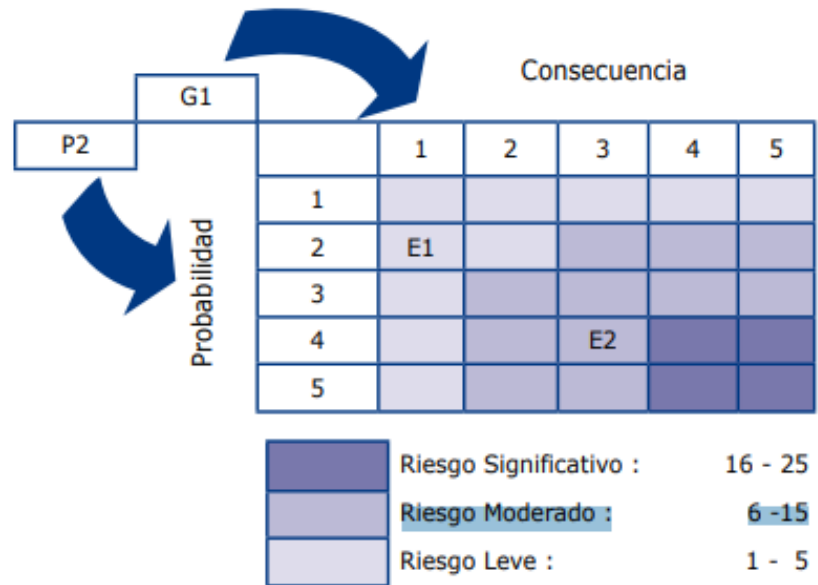 Consecuencia
G1
P2
1 2 3 4 5
Probabilidad
1
2 E1
3
4 E2
5
Riesgo Significativo : 16 - 25
Riesgo Moderado : 6 -15
Riesgo Leve : 1 - 5